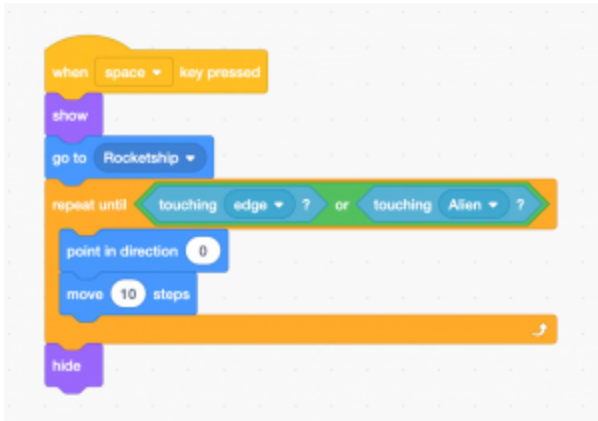 when space key pressed
show
go to Rocketship
repeat until touching edge ? or touching Alien ?
point in direction 0
move 10 steps
hide